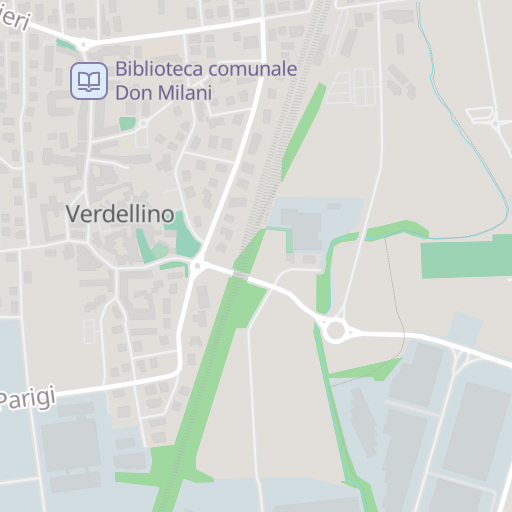 ieri
Biblioteca comunale
Don Milani
Verdellino
Parigi